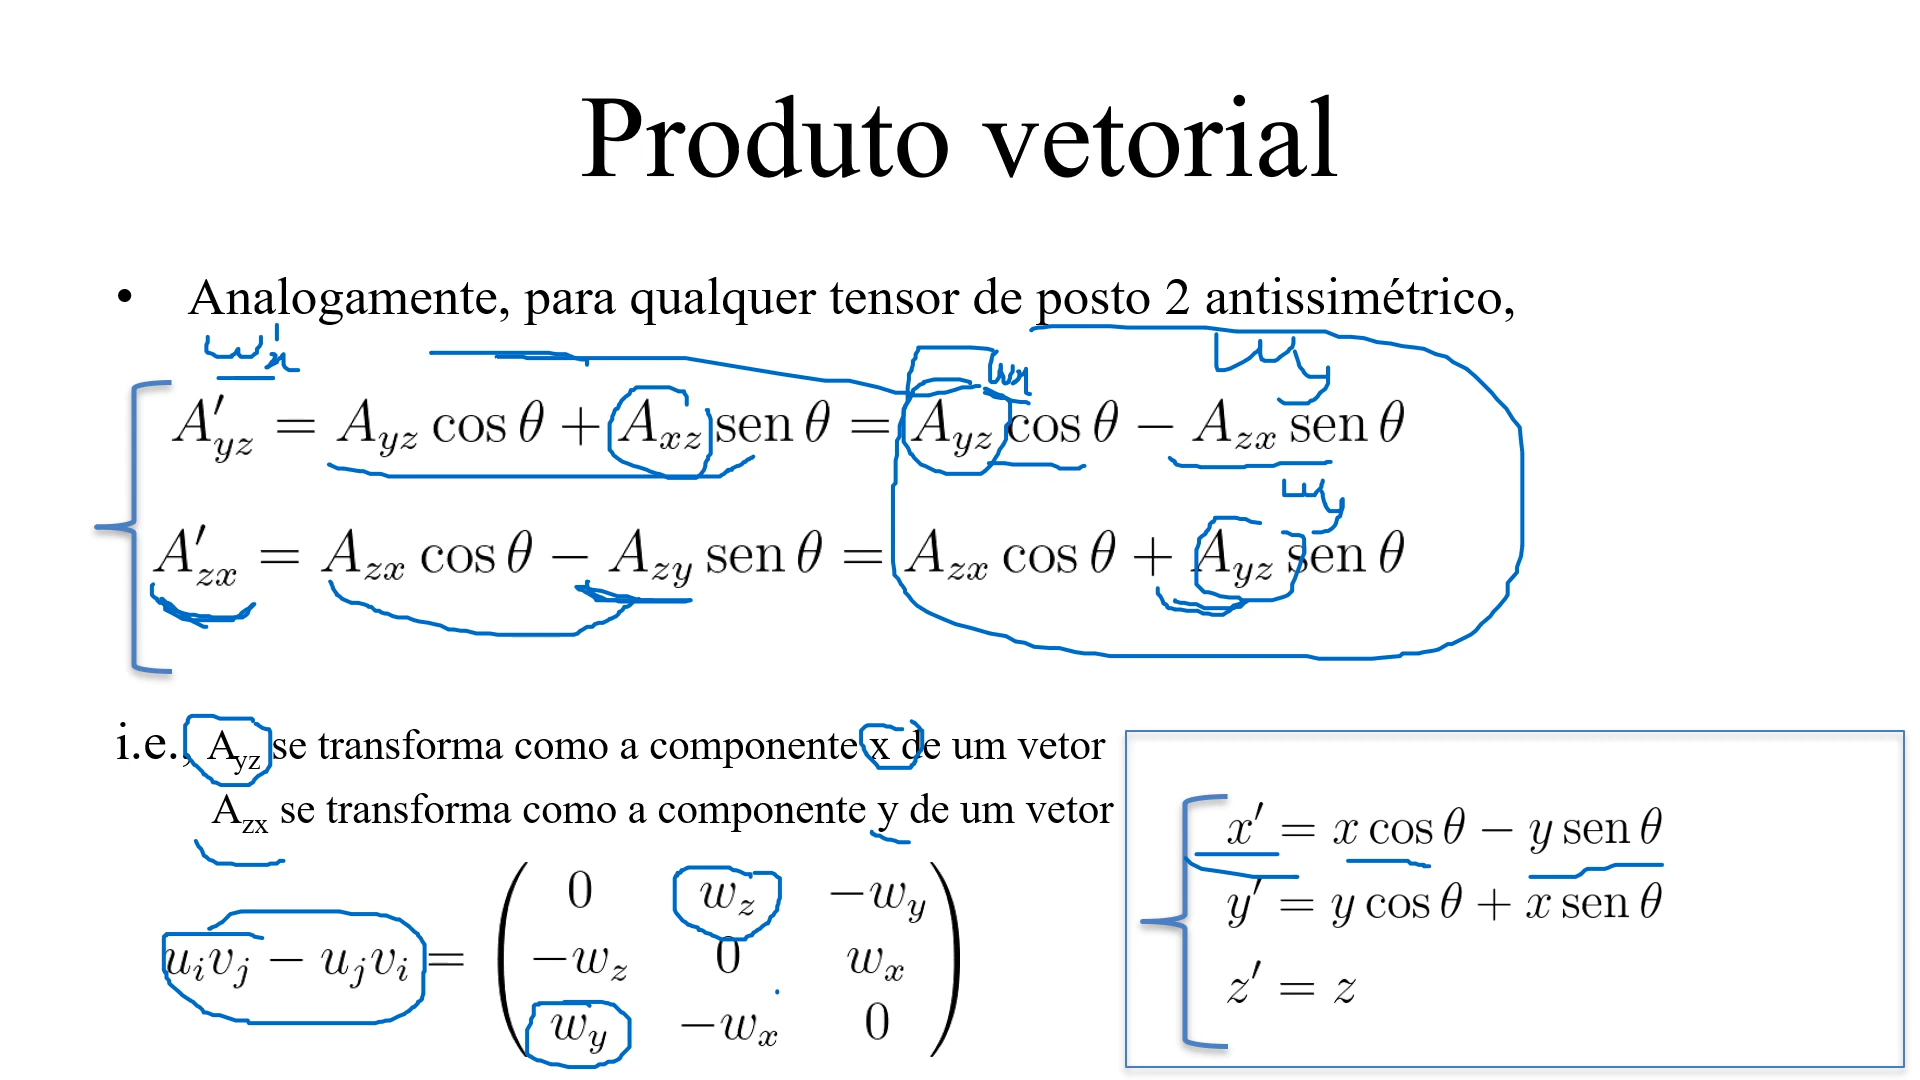 Produto vetorial
• Analogamente, para qualquer tensor de posto 2 antissimétrico,
w'x
wx
wy
A'yz = Ayz cos θ + Axz sen θ = Ayz cos θ − Azx sen θ
wy
A'zx = Azx cos θ − Azy sen θ = Azx cos θ + Ayz sen θ
i.e., Ayz se transforma como a componente x de um vetor
Azx se transforma como a componente y de um vetor
x' = x cos θ − y sen θ
y' = y cos θ + x sen θ
z' = z
0 wz −wy
uivj − ujvi = −wz 0 wx
wy −wx 0